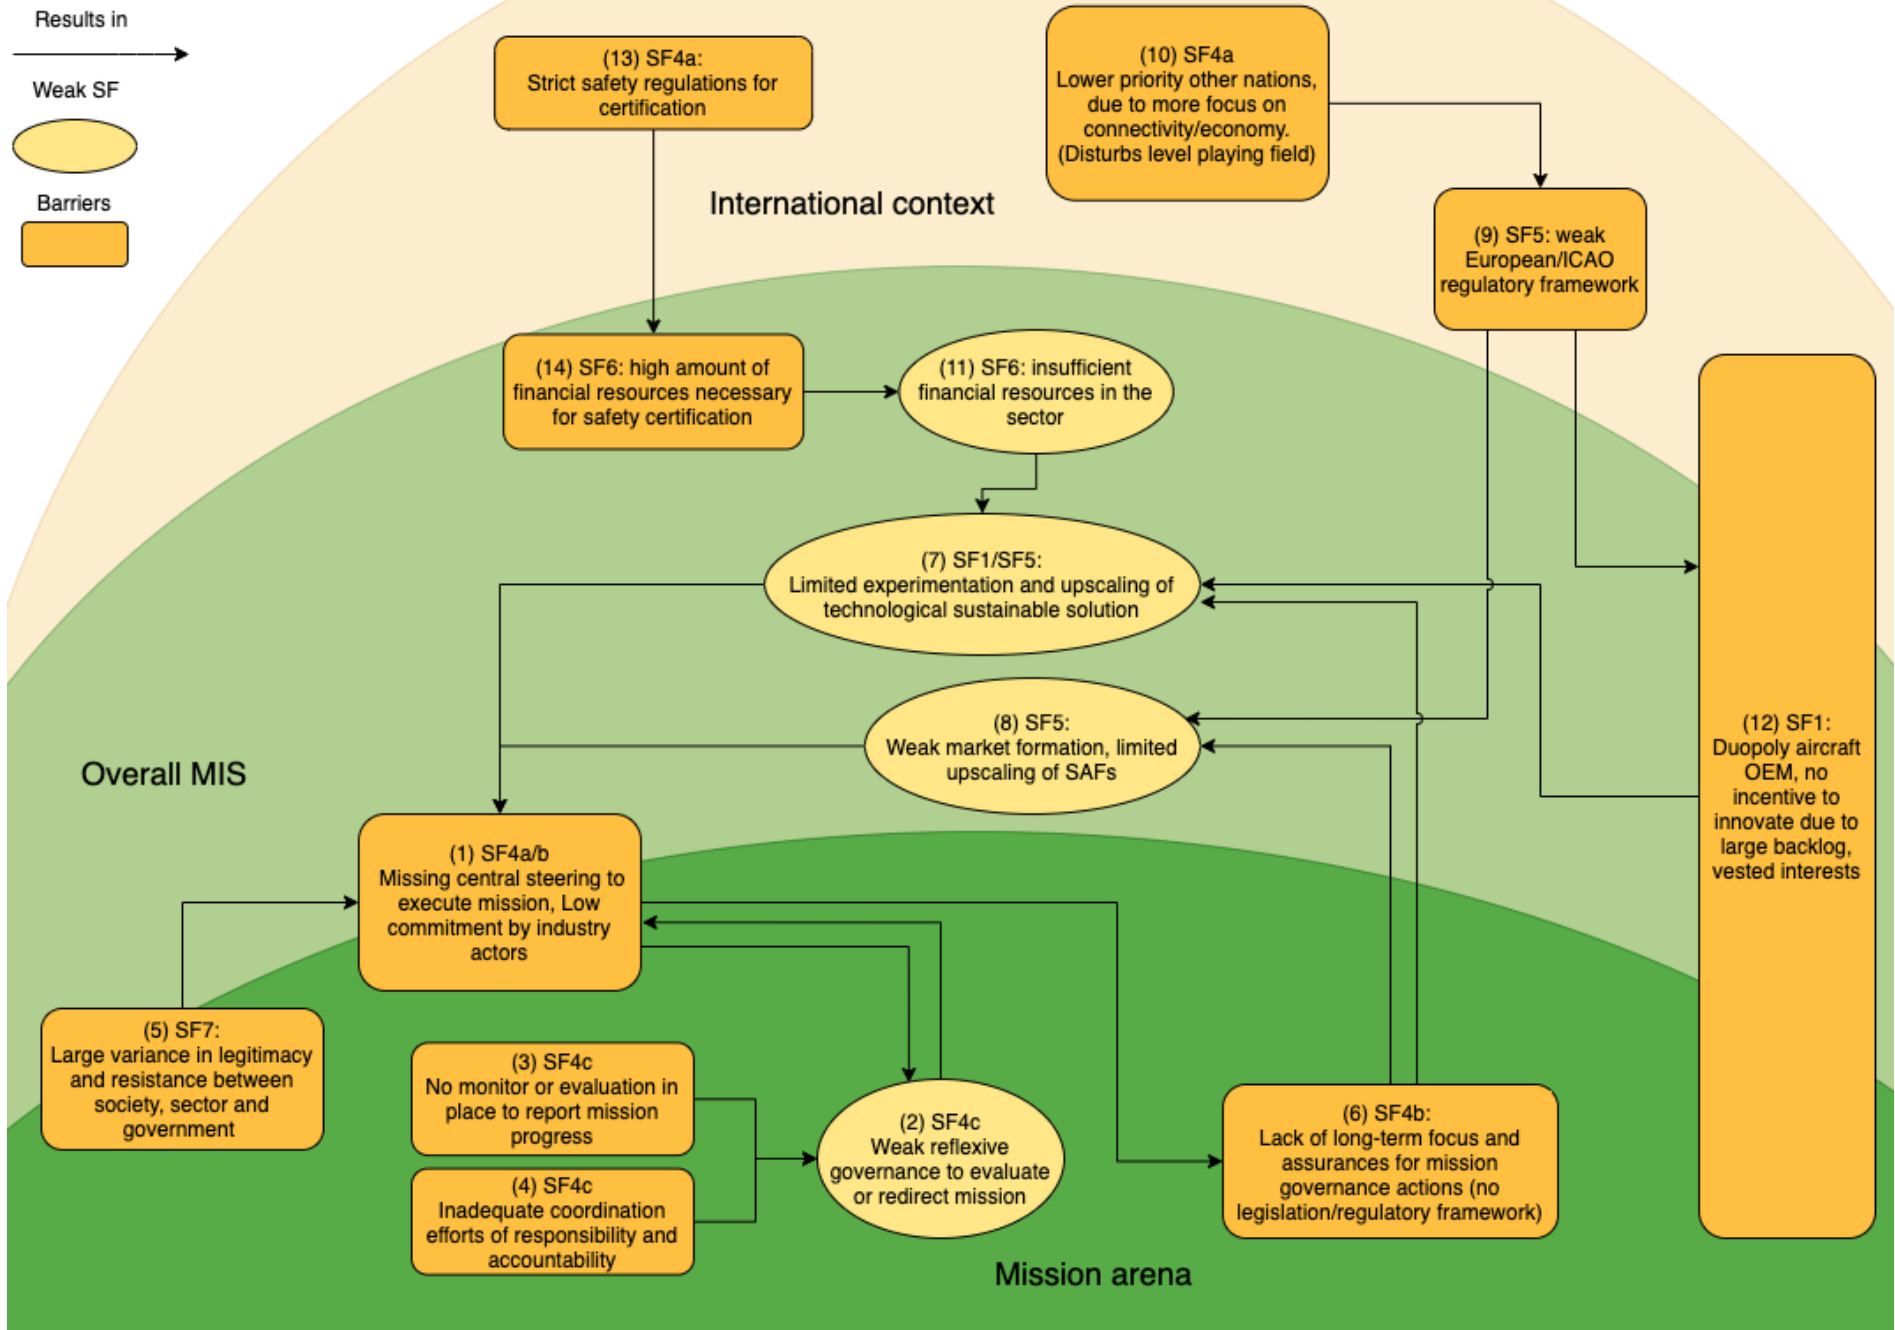 Results in
Weak SF
Barriers
(13) SF4a:
Strict safety regulations for
certification
(10) SF4a
Lower priority other nations,
due to more focus on
connectivity/economy.
(Disturbs level playing field)
International context
(9) SF5: weak
European/ICAO
regulatory framework
(14) SF6: high amount of
financial resources necessary
for safety certification
(11) SF6: insufficient
financial resources in the
sector
(7) SF1/SF5:
Limited experimentation and upscaling of
technological sustainable solution
(8) SF5:
Weak market formation, limited
upscaling of SAFs
(12) SF1:
Duopoly aircraft
OEM, no
incentive to
innovate due to
large backlog,
vested interests
Overall MIS
(1) SF4a/b
Missing central steering to
execute mission, Low
commitment by industry
actors
(5) SF7:
Large variance in legitimacy
and resistance between
society, sector and
government
(3) SF4c
No monitor or evaluation in
place to report mission
progress
(4) SF4c
Inadequate coordination
efforts of responsibility and
accountability
(2) SF4c
Weak reflexive
governance to evaluate
or redirect mission
(6) SF4b:
Lack of long-term focus and
assurances for mission
governance actions (no
legislation/regulatory framework)
Mission arena